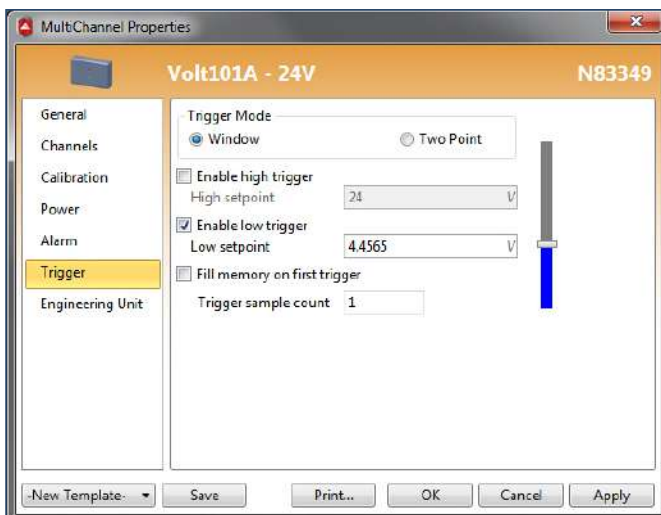 MultiChannel Properties
Volt101A - 24V
N83349
General
Channels
Calibration
Power
Alarm
Trigger
Engineering Unit
Trigger Mode
Window
Two Point
Enable high trigger
High setpoint 24 V
Enable low trigger
Low setpoint 4.4565 V
Fill memory on first trigger
Trigger sample count 1
-New Template- Save Print... OK Cancel Apply